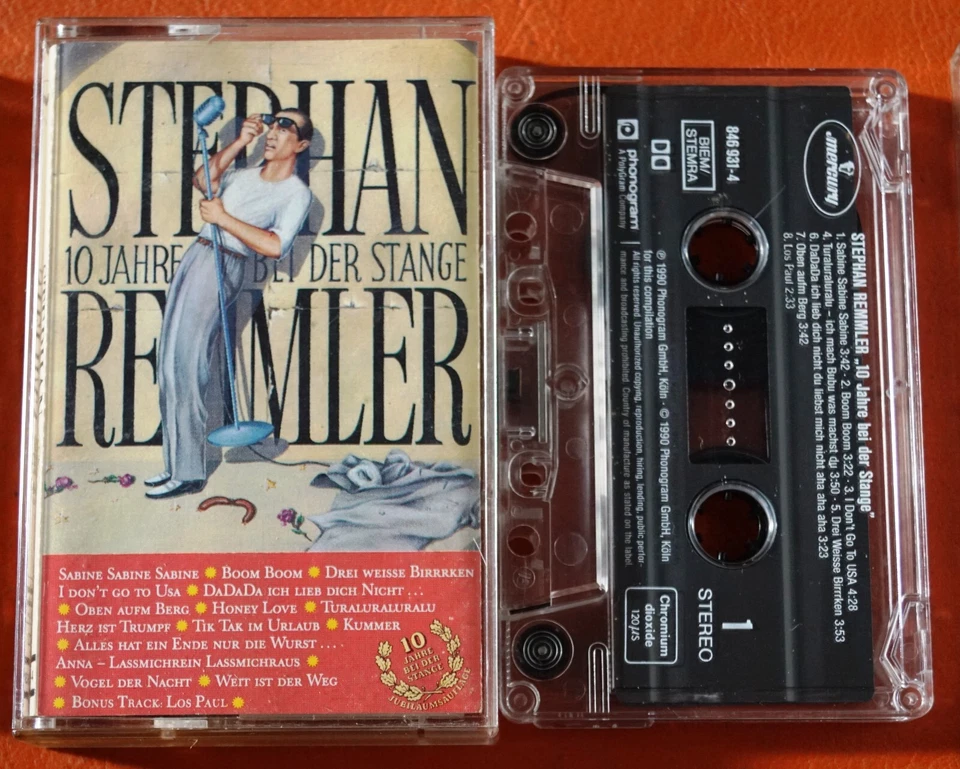 STEPHAN
10 JAHRE BEI DER STANGE
REMMLER
SABINE SABINE SABINE BOOM BOOM DREI WEISSE BIRRRKEN
I DON'T GO TO USA DADADA ICH LIEB DICH NICHT ...
OBEN AUFM BERG HONEY LOVE TURALURALURALU
HERZ IST TRUMPF TIK TAK IM URLAUB KUMMER
ALLES HAT EIN ENDE NUR DIE WURST ....
ANNA – LASSMICHREIN LASSMICHRAUS
VOGEL DER NACHT WEIT IST DER WEG
BONUS TRACK: LOS PAUL
10
JAHRE
BEI DER
STANGE
JUBILÄUMSAUFLAGE
mercury
STEPHAN REMMLER „10 Jahre bei der Stange"
1. Sabine Sabine Sabine 3:42 · 2. Boom Boom 3:22 · 3. I Don't Go To USA 4:28
4. Turaluraluralu – ich mach Bubu was machst du 3:50 · 5. Drei Weisse Birrrken 3:53
6. DaDaDa ich lieb dich nicht du liebst mich nicht aha aha aha 3:23
7. Oben aufm Berg 3:42
8. Los Paul 2:33
846 931-4
BIEM/
STEMRA
phonogram
A PolyGram Company
℗ 1990 Phonogram GmbH, Köln · © 1990 Phonogram GmbH, Köln
for this compilation
All rights reserved. Unauthorized copying, reproduction, hiring, lending, public perfor-
mance and broadcasting prohibited. Country of manufacture as stated on the label.
1
STEREO
Chromium
dioxide
120 µS